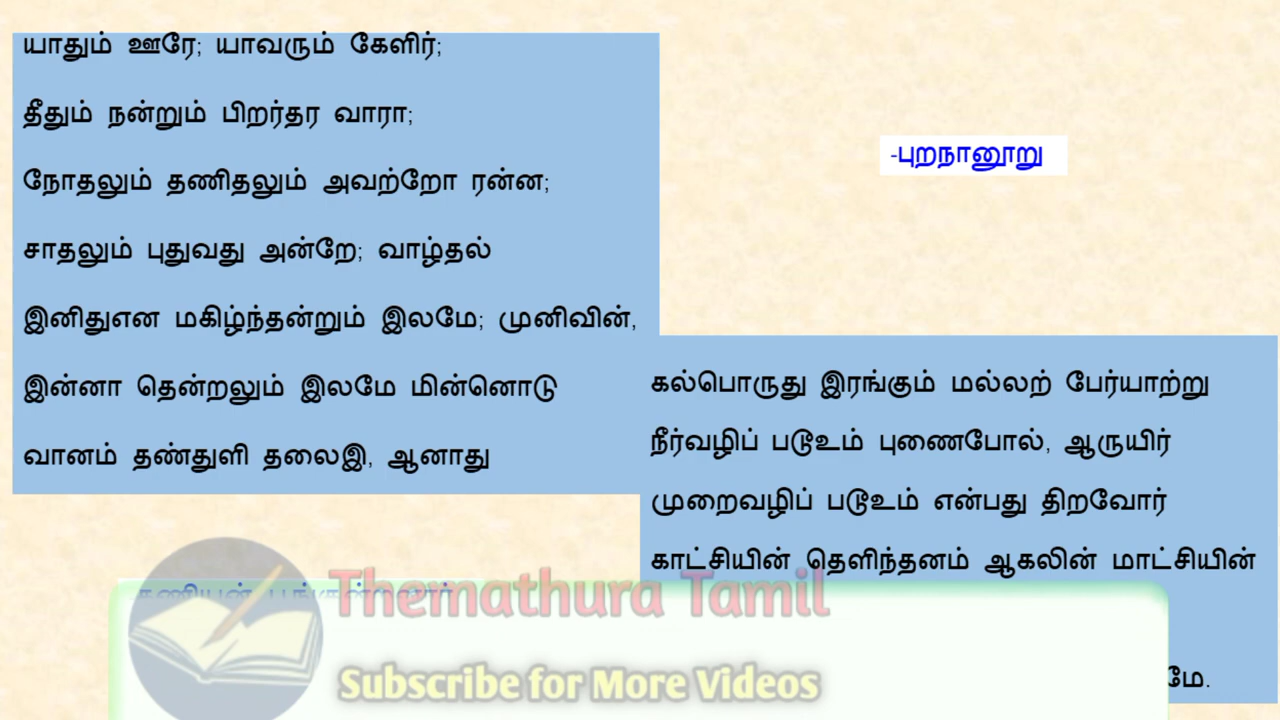 யாதும் ஊரே; யாவரும் கேளிர்;
தீதும் நன்றும் பிறர்தர வாரா;
நோதலும் தணிதலும் அவற்றோ ரன்ன;
சாதலும் புதுவது அன்றே; வாழ்தல்
இனிதுஎன மகிழ்ந்தன்றும் இலமே; முனிவின்,
இன்னா தென்றலும் இலமே மின்னொடு
வானம் தண்துளி தலைஇ, ஆனாது
-புறநானூறு
கல்பொருது இரங்கும் மல்லற் பேர்யாற்று
நீர்வழிப் படூஉம் புணைபோல், ஆருயிர்
முறைவழிப் படூஉம் என்பது திறவோர்
காட்சியின் தெளிந்தனம் ஆகலின் மாட்சியின்
மே.
Themathura Tamil
Subscribe for More Videos